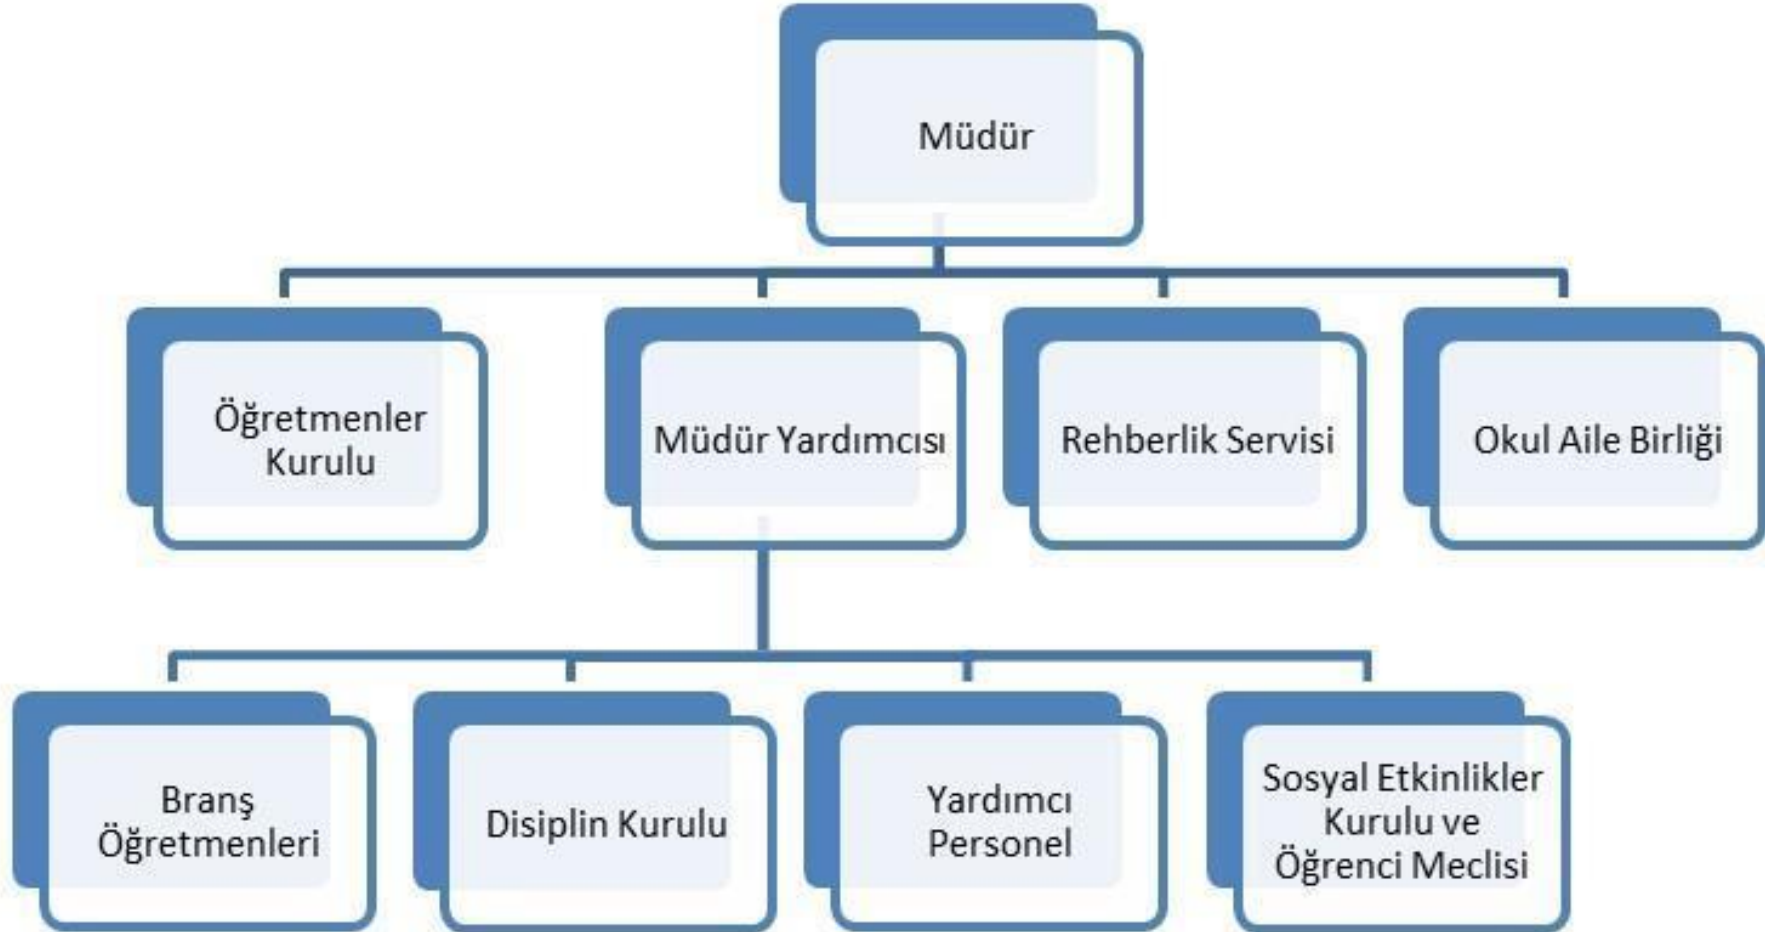 Müdür
Öğretmenler
Kurulu
Müdür Yardımcısı
Rehberlik Servisi
Okul Aile Birliği
Branş
Öğretmenleri
Disiplin Kurulu
Yardımcı
Personel
Sosyal Etkinlikler
Kurulu ve
Öğrenci Meclisi